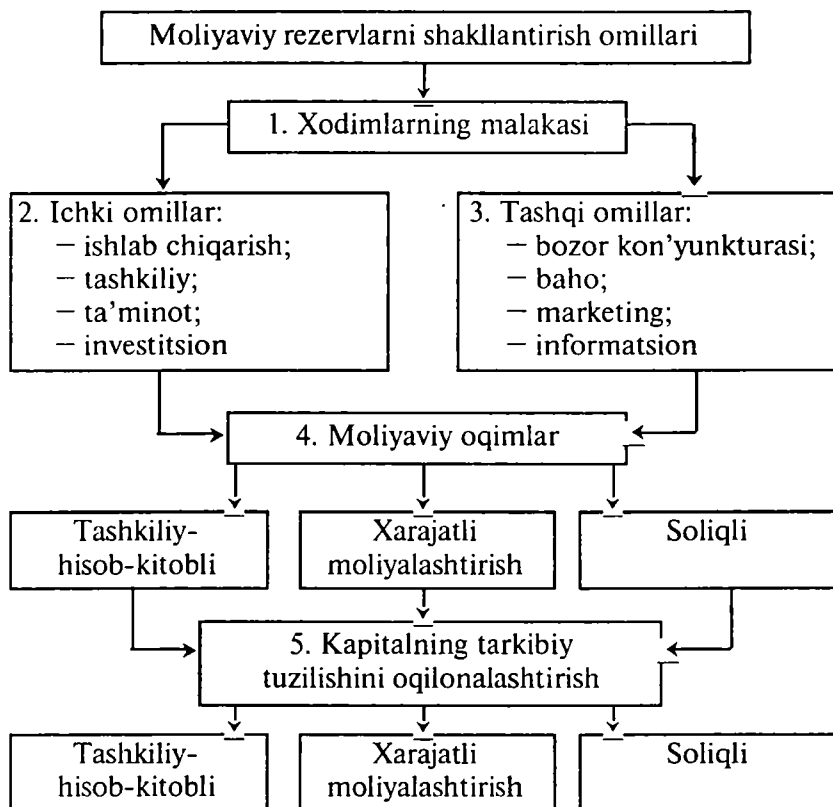 Moliyaviy rezervlarni shakllantirish omillari
1. Xodimlarning malakasi
2. Ichki omillar:
– ishlab chiqarish;
– tashkiliy;
– ta’minot;
– investitsion
3. Tashqi omillar:
– bozor kon’yunkturasi;
– baho;
– marketing;
– informatsion
4. Moliyaviy oqimlar
Tashkiliy-
hisob-kitobli
Xarajatli
moliyalashtirish
Soliqli
5. Kapitalning tarkibiy
tuzilishini oqilonalashtirish
Tashkiliy-
hisob-kitobli
Xarajatli
moliyalashtirish
Soliqli